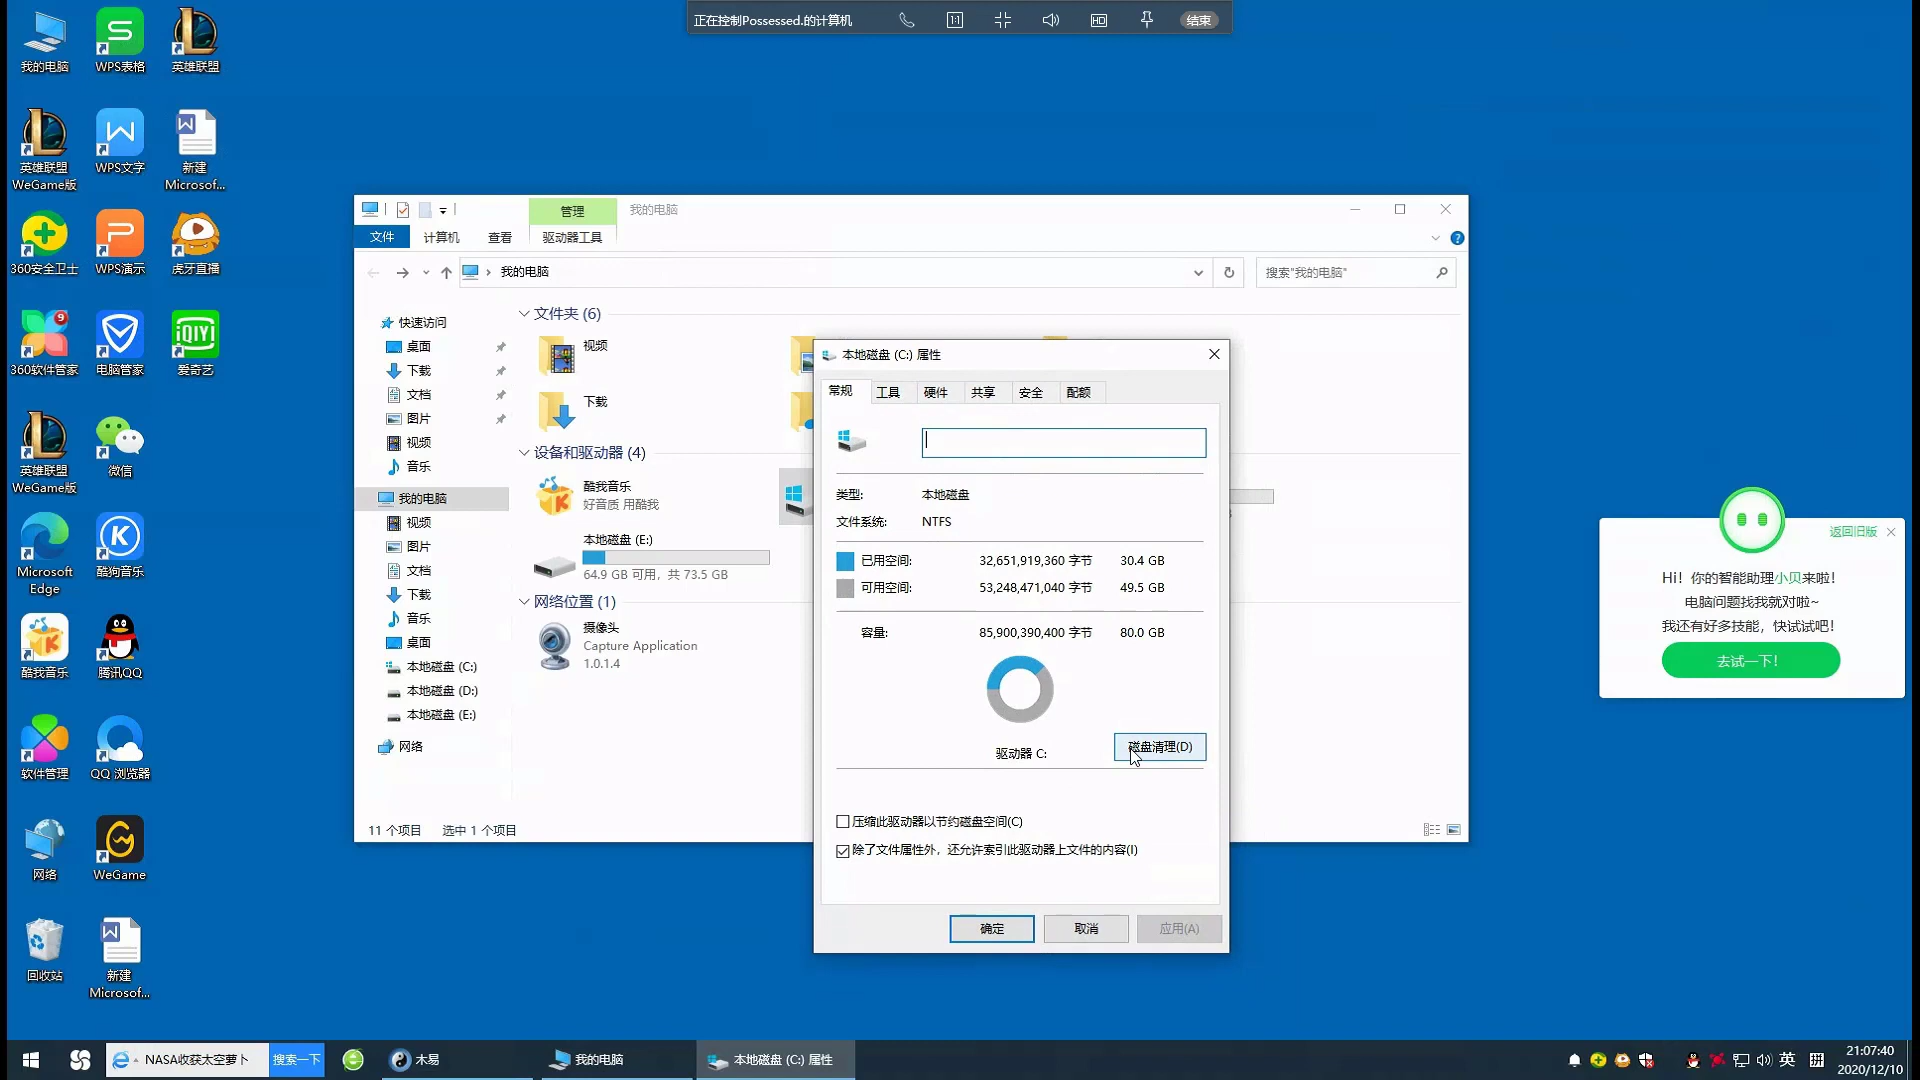 正在控制Possessed.的计算机
1:1
HD
结束
我的电脑
WPS表格
英雄联盟
英雄联盟
WeGame版
WPS文字
新建
Microsof...
360安全卫士
WPS演示
虎牙直播
9
360软件管家
电脑管家
iQIYI
爱奇艺
英雄联盟
WeGame版
微信
Microsoft
Edge
酷狗音乐
酷我音乐
腾讯QQ
软件管理
QQ 浏览器
网络
WeGame
回收站
新建
Microsof...
管理
我的电脑
文件
计算机
查看
驱动器工具
我的电脑
搜索"我的电脑"
快速访问
桌面
下载
文档
图片
视频
音乐
我的电脑
视频
图片
文档
下载
音乐
桌面
本地磁盘 (C:)
本地磁盘 (D:)
本地磁盘 (E:)
网络
文件夹 (6)
视频
下载
设备和驱动器 (4)
酷我音乐
好音质 用酷我
本地磁盘 (E:)
64.9 GB 可用，共 73.5 GB
网络位置 (1)
摄像头
Capture Application
1.0.1.4
11 个项目
选中 1 个项目
本地磁盘 (C:) 属性
常规
工具
硬件
共享
安全
配额
类型:
本地磁盘
文件系统:
NTFS
已用空间:
32,651,919,360 字节
30.4 GB
可用空间:
53,248,471,040 字节
49.5 GB
容量:
85,900,390,400 字节
80.0 GB
驱动器 C:
磁盘清理(D)
压缩此驱动器以节约磁盘空间(C)
除了文件属性外，还允许索引此驱动器上文件的内容(I)
确定
取消
应用(A)
返回旧版
Hi！你的智能助理小贝来啦！
电脑问题找我就对啦~
我还有好多技能，快试试吧！
去试一下！
NASA收获太空萝卜
搜索一下
木易
我的电脑
本地磁盘 (C:) 属性
英
拼
21:07:40
2020/12/10